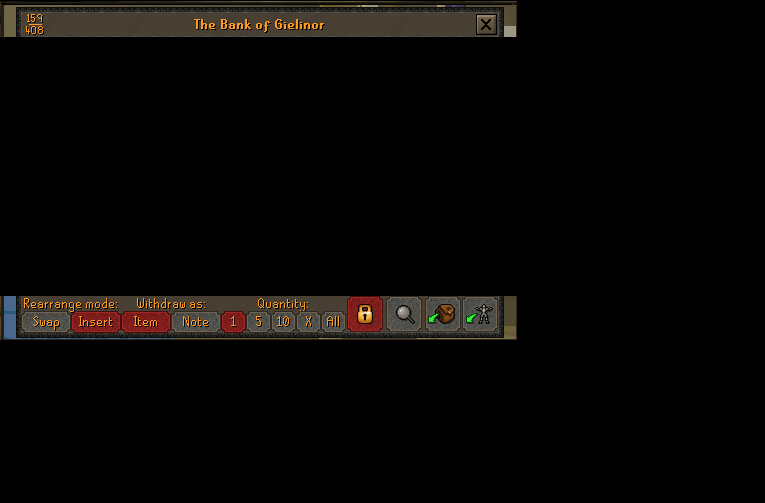 159
408
The Bank of Gielinor
Rearrange mode: Withdraw as: Quantity:
Swap Insert Item Note 1 5 10 X All